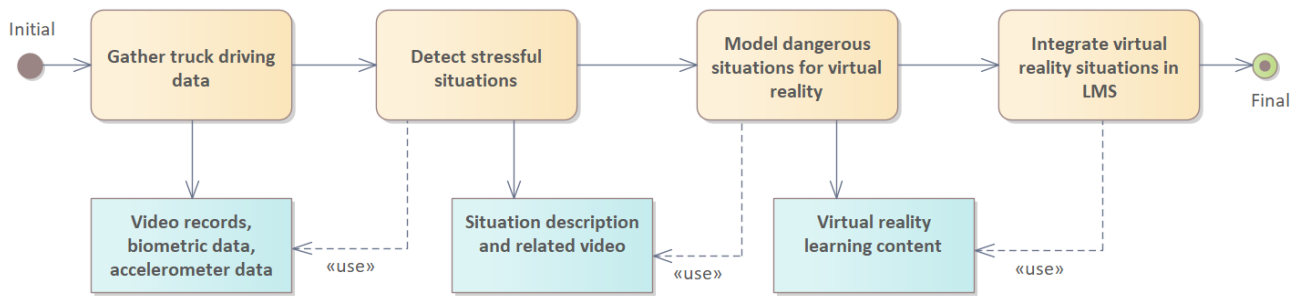 Initial
Gather truck driving
data
Detect stressful
situations
Model dangerous
situations for virtual
reality
Integrate virtual
reality situations in
LMS
Final
Video records,
biometric data,
accelerometer data
«use»
Situation description
and related video
«use»
Virtual reality
learning content
«use»